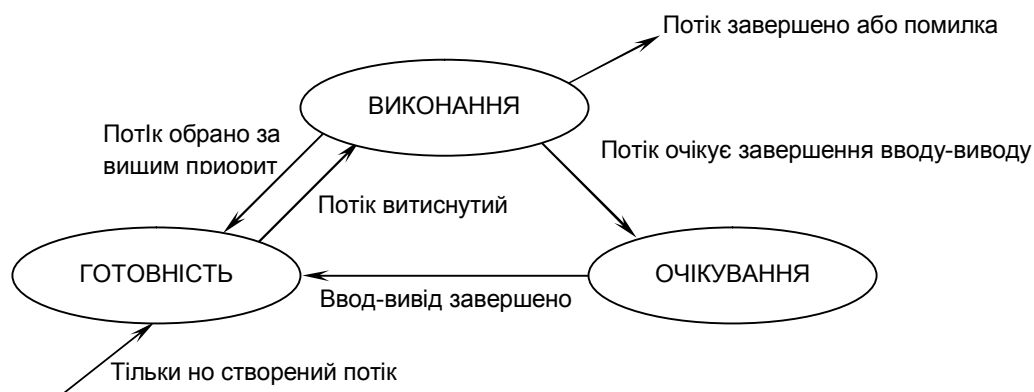 Потік завершено або помилка
ВИКОНАННЯ
ПотІк обрано за
вищим приорит
Потік очікує завершення вводу-виводу
Потік витиснутий
ГОТОВНІСТЬ
ОЧІКУВАННЯ
Ввод-вивід завершено
Тільки но створений потік